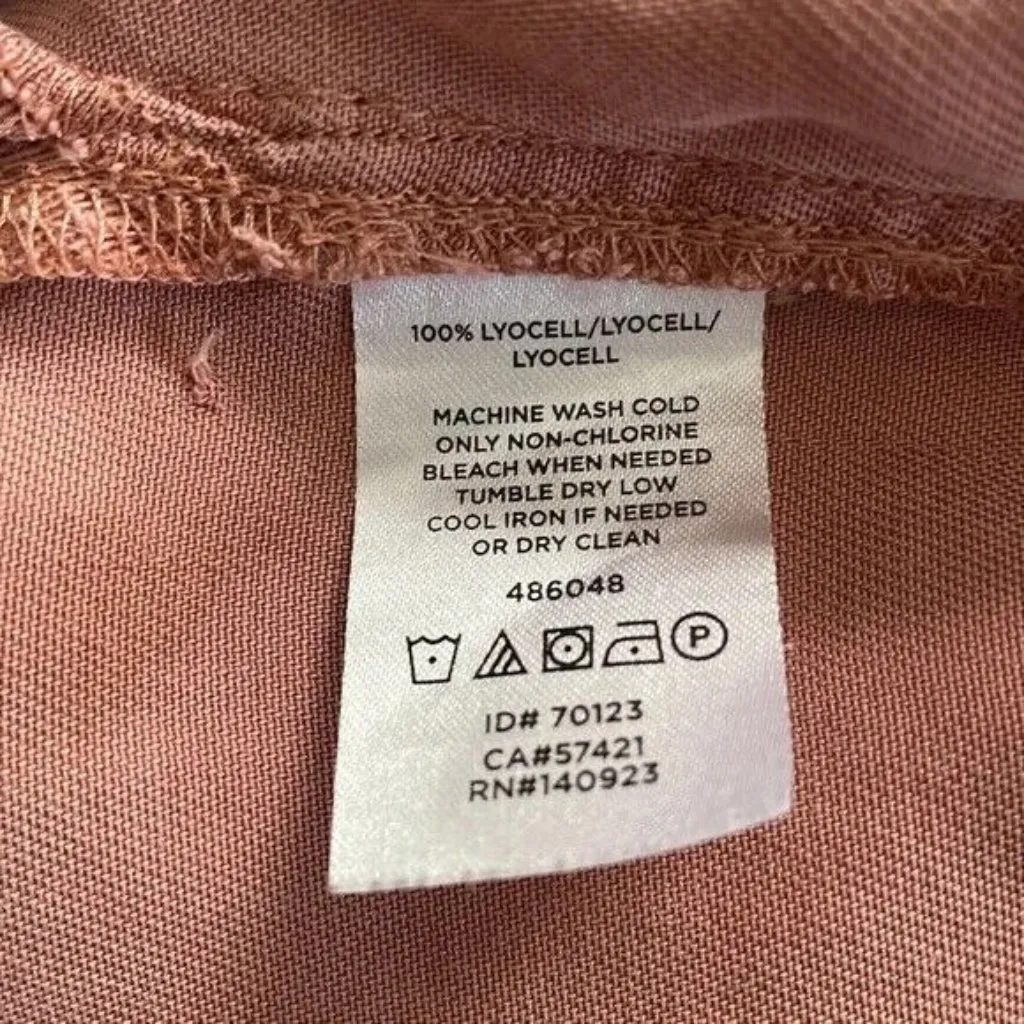 100% LYOCELL/LYOCELL/
LYOCELL
MACHINE WASH COLD
ONLY NON-CHLORINE
BLEACH WHEN NEEDED
TUMBLE DRY LOW
COOL IRON IF NEEDED
OR DRY CLEAN
486048
P
ID# 70123
CA#57421
RN#140923